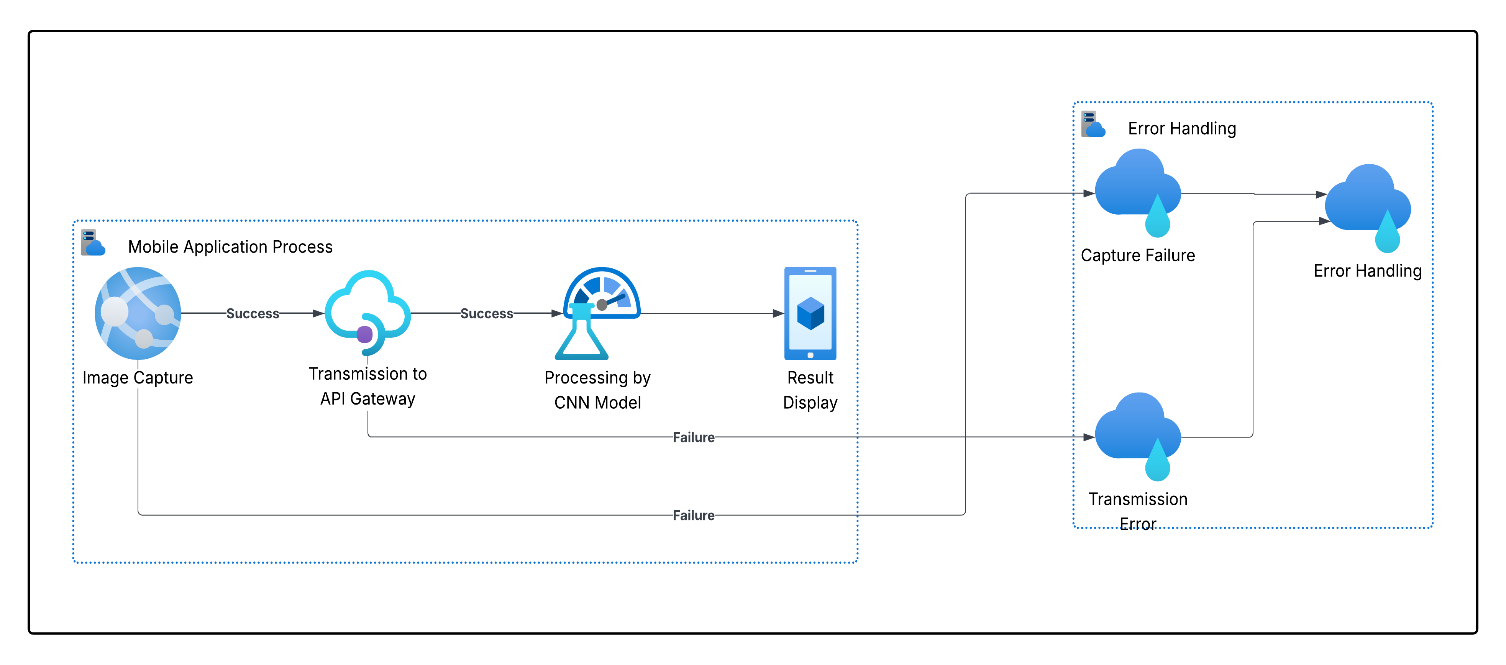 Error Handling
Capture Failure
Error Handling
Mobile Application Process
Success
Success
Image Capture
Transmission to
API Gateway
Processing by
CNN Model
Result
Display
Failure
Failure
Transmission
Error